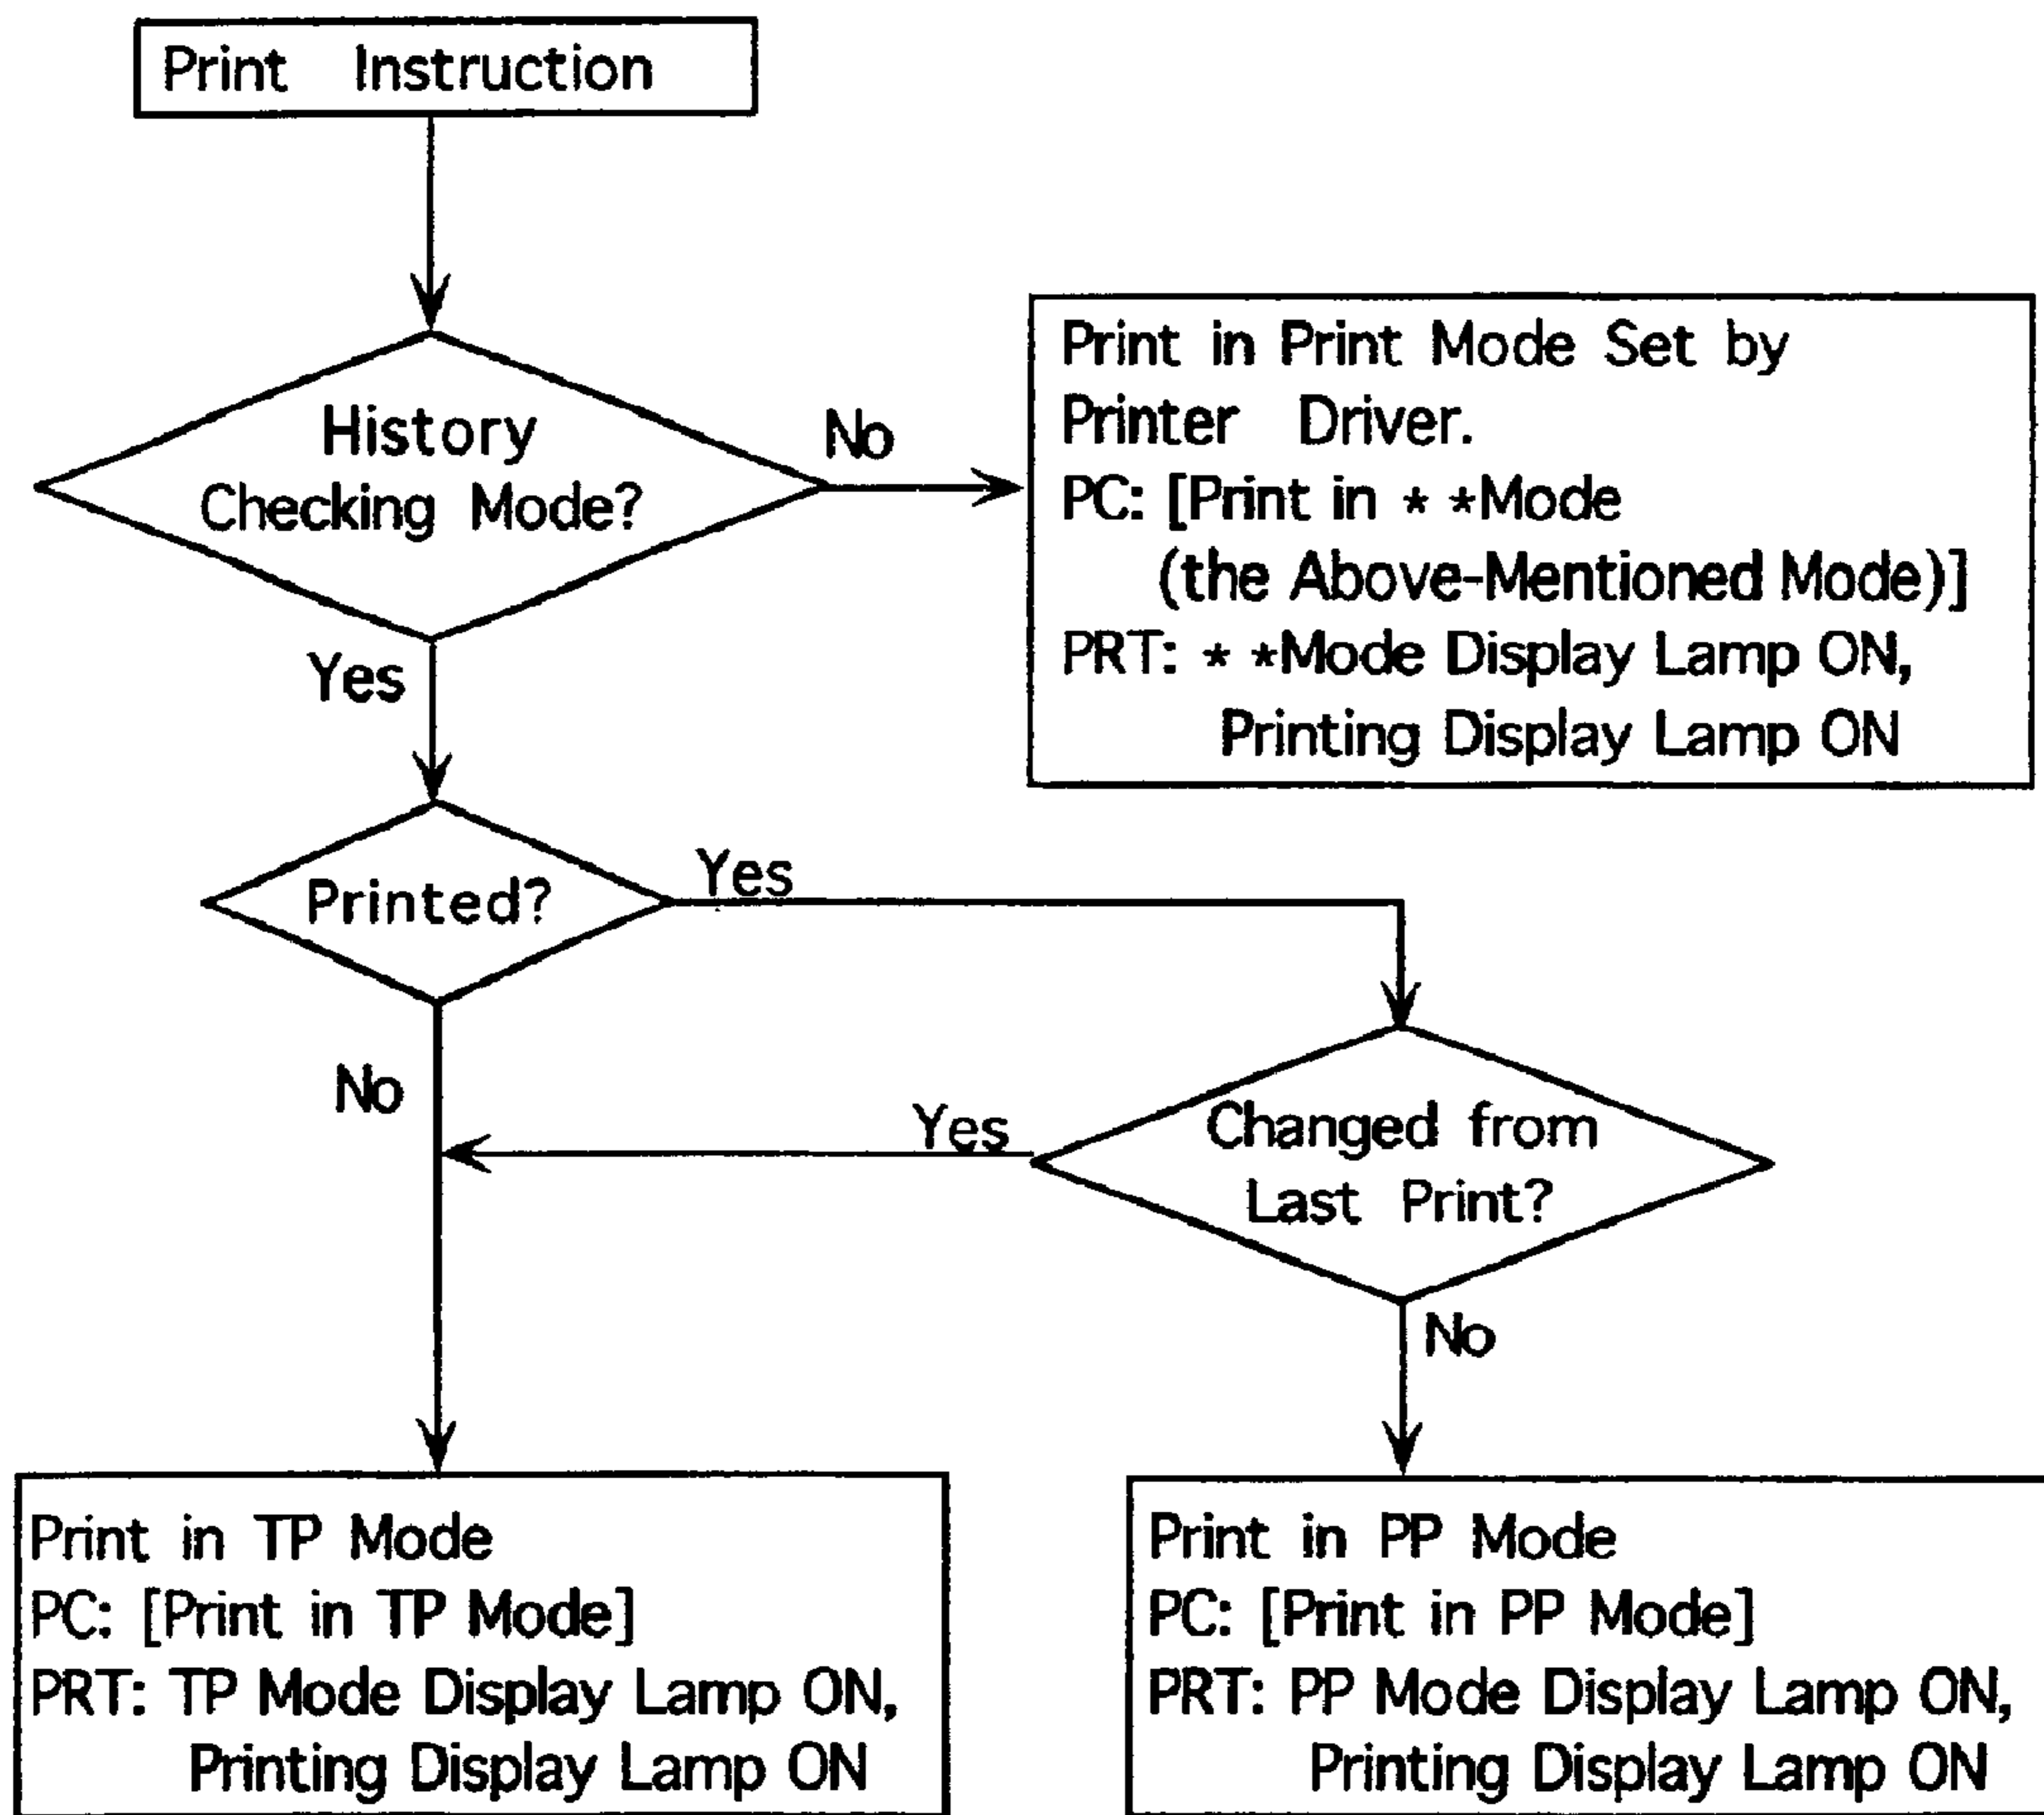 Print Instruction
History
Checking Mode?
No
Print in Print Mode Set by
Printer Driver.
PC: [Print in * *Mode
(the Above-Mentioned Mode)]
PRT: * *Mode Display Lamp ON,
Printing Display Lamp ON
Yes
Printed?
Yes
No
Yes
Changed from
Last Print?
No
Print in TP Mode
PC: [Print in TP Mode]
PRT: TP Mode Display Lamp ON,
Printing Display Lamp ON
Print in PP Mode
PC: [Print in PP Mode]
PRT: PP Mode Display Lamp ON,
Printing Display Lamp ON